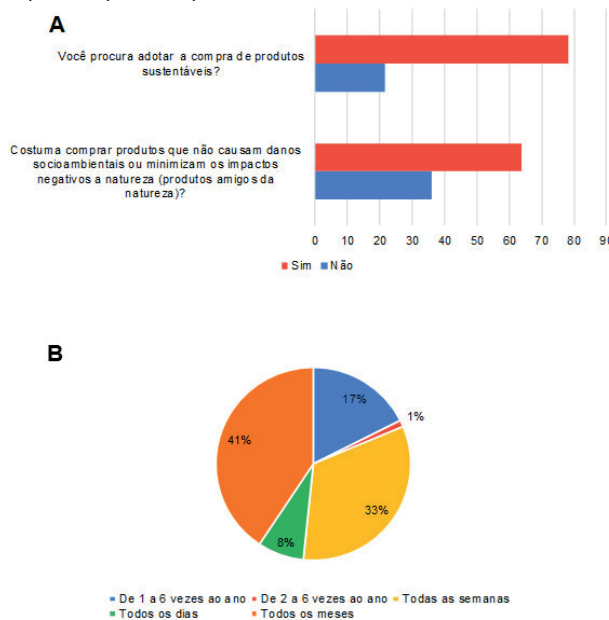 A
Você procura adotar a compra de produtos
sustentáveis?
Costuma comprar produtos que não causam danos
socioambientais ou minimizam os impactos
negativos a natureza (produtos amigos da
natureza)?
0 10 20 30 40 50 60 70 80 90
Sim Não
B
17%
1%
41%
33%
8%
De 1 a 6 vezes ao ano De 2 a 6 vezes ao ano Todas as semanas
Todos os dias Todos os meses